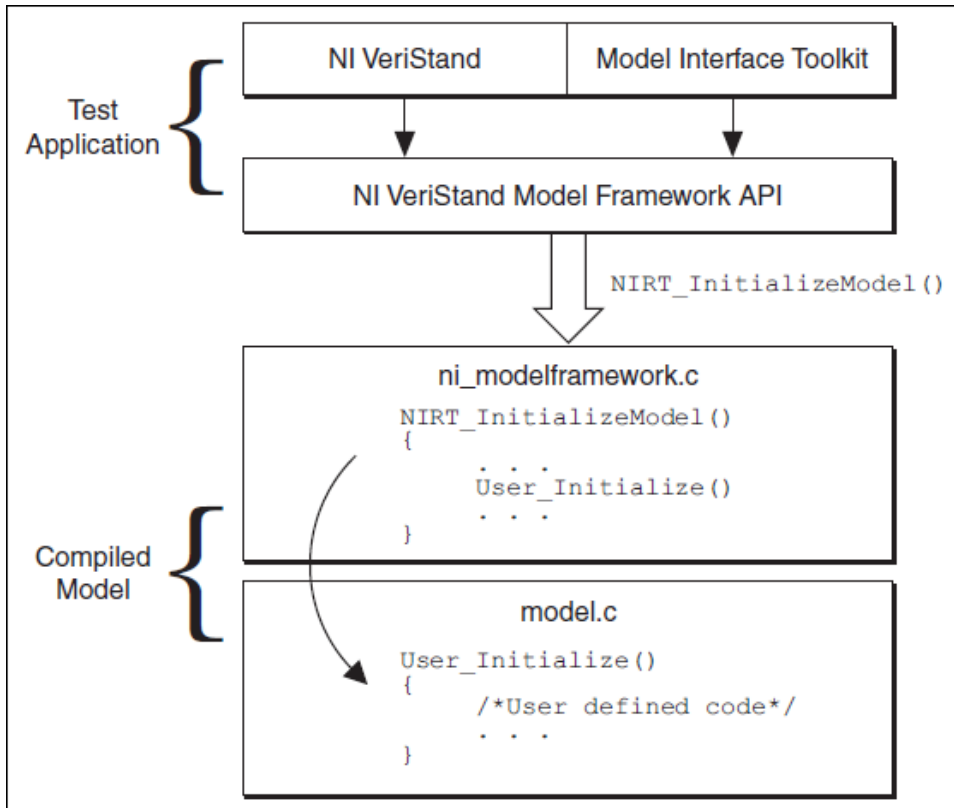 NI VeriStand
Model Interface Toolkit
Test
Application
NI VeriStand Model Framework API
NIRT_InitializeModel()
ni_modelframework.c
NIRT_InitializeModel()
{
. . .
User_Initialize()
. . .
}
Compiled
Model
model.c
User_Initialize()
{
/*User defined code*/
. . .
}